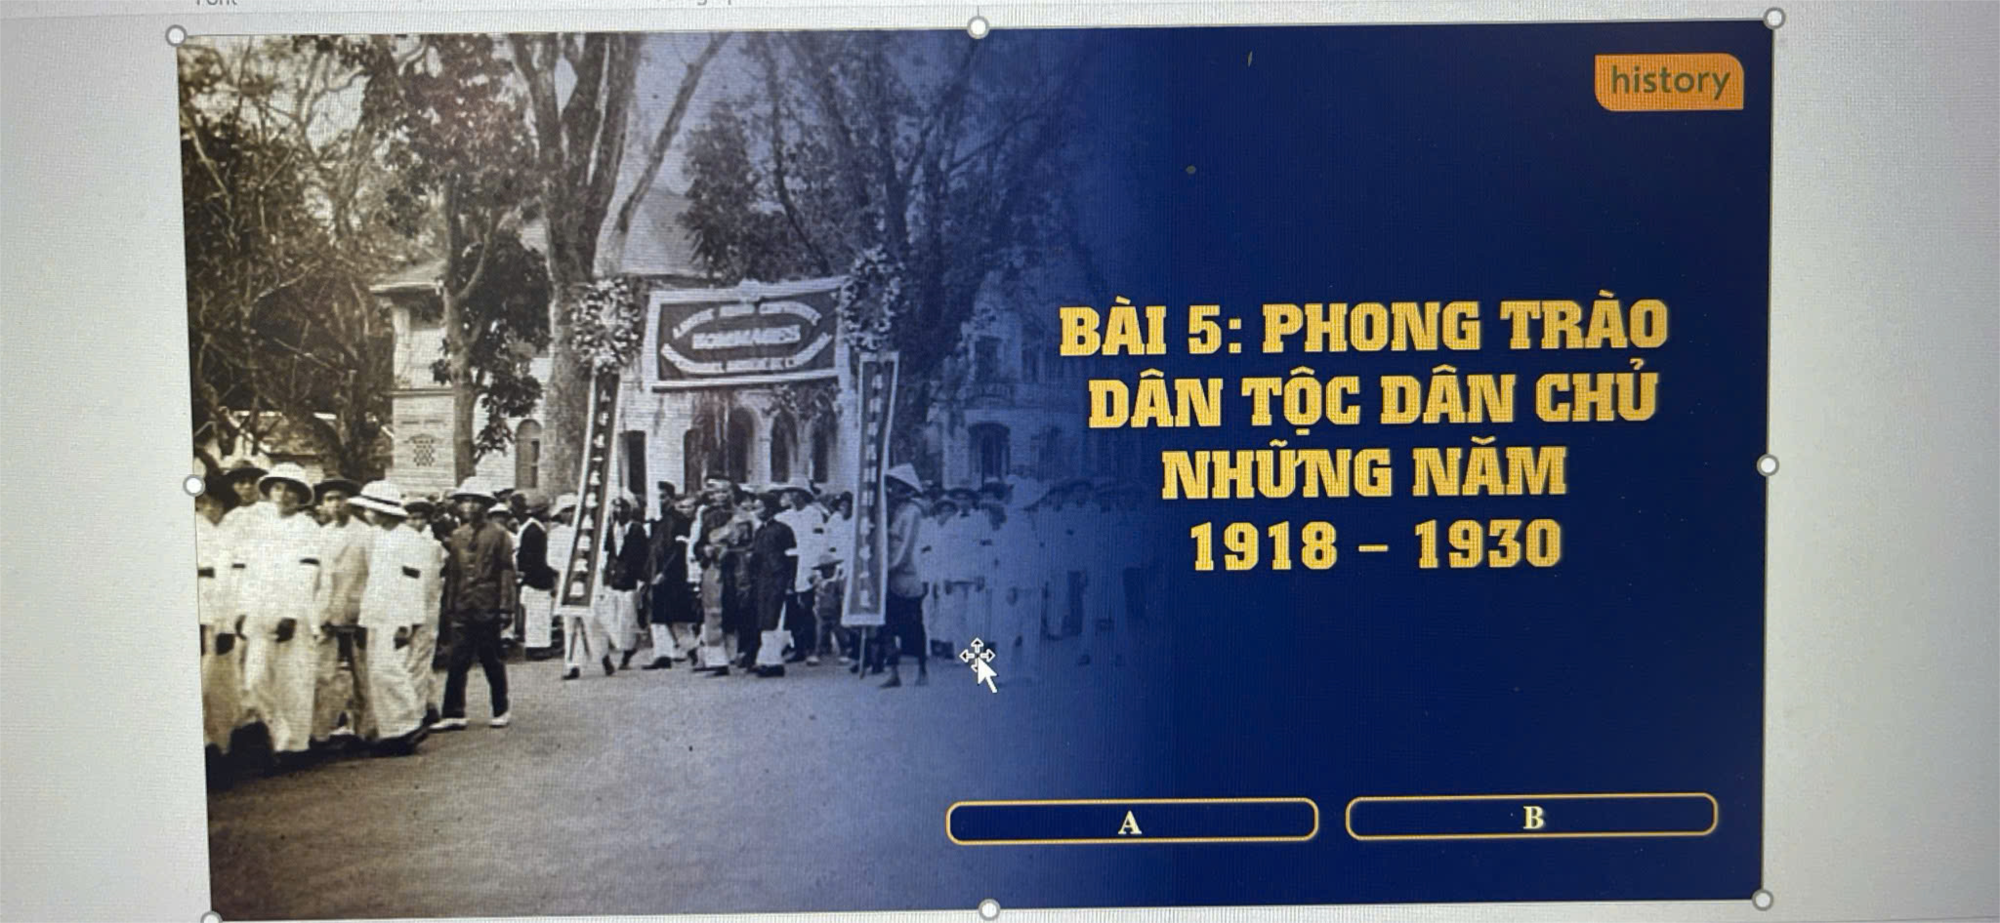 history
BÀI 5: PHONG TRÀO
DÂN TỘC DÂN CHỦ
NHỮNG NĂM
1918 – 1930
A
B